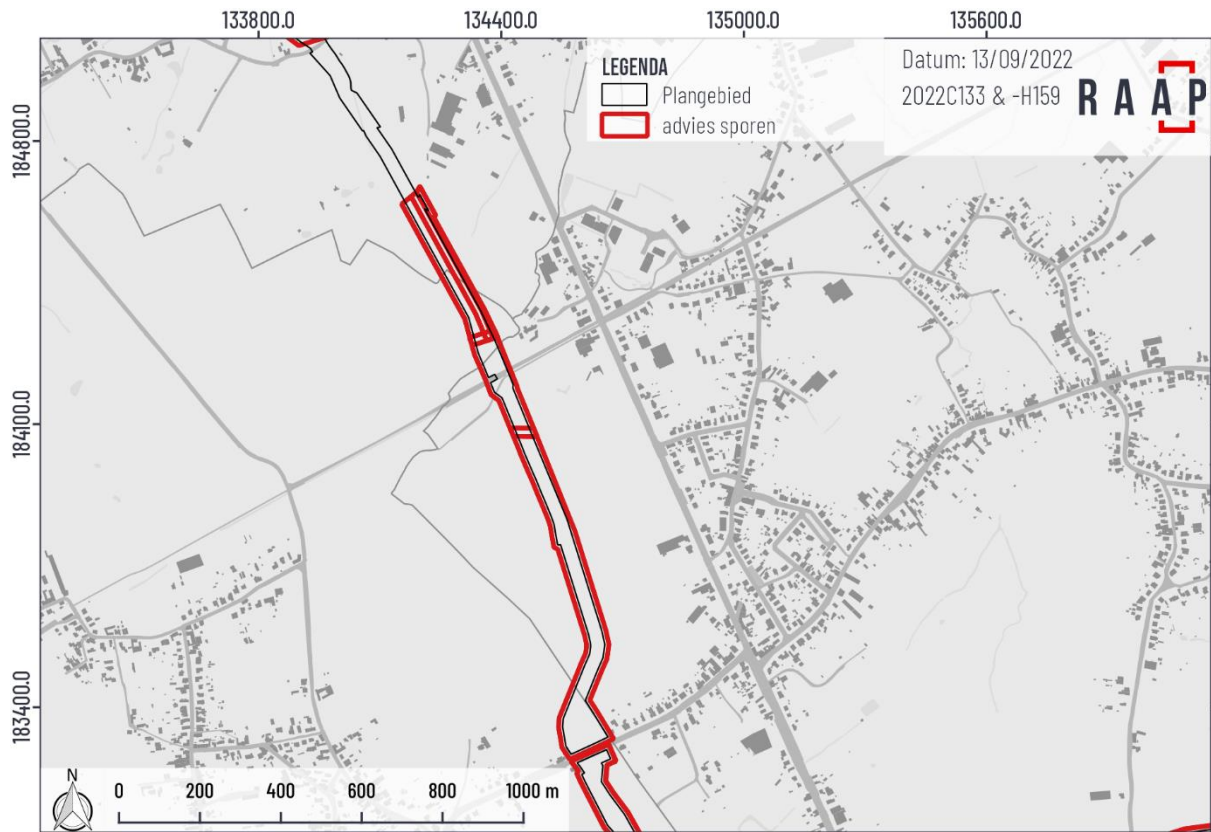 133800.0 134400.0 135000.0 135600.0
LEGENDA
Plangebied
advies sporen
Datum: 13/09/2022
2022C133 & -H159
RAAP
184800.0
184100.0
183400.0
N
0 200 400 600 800 1000 m